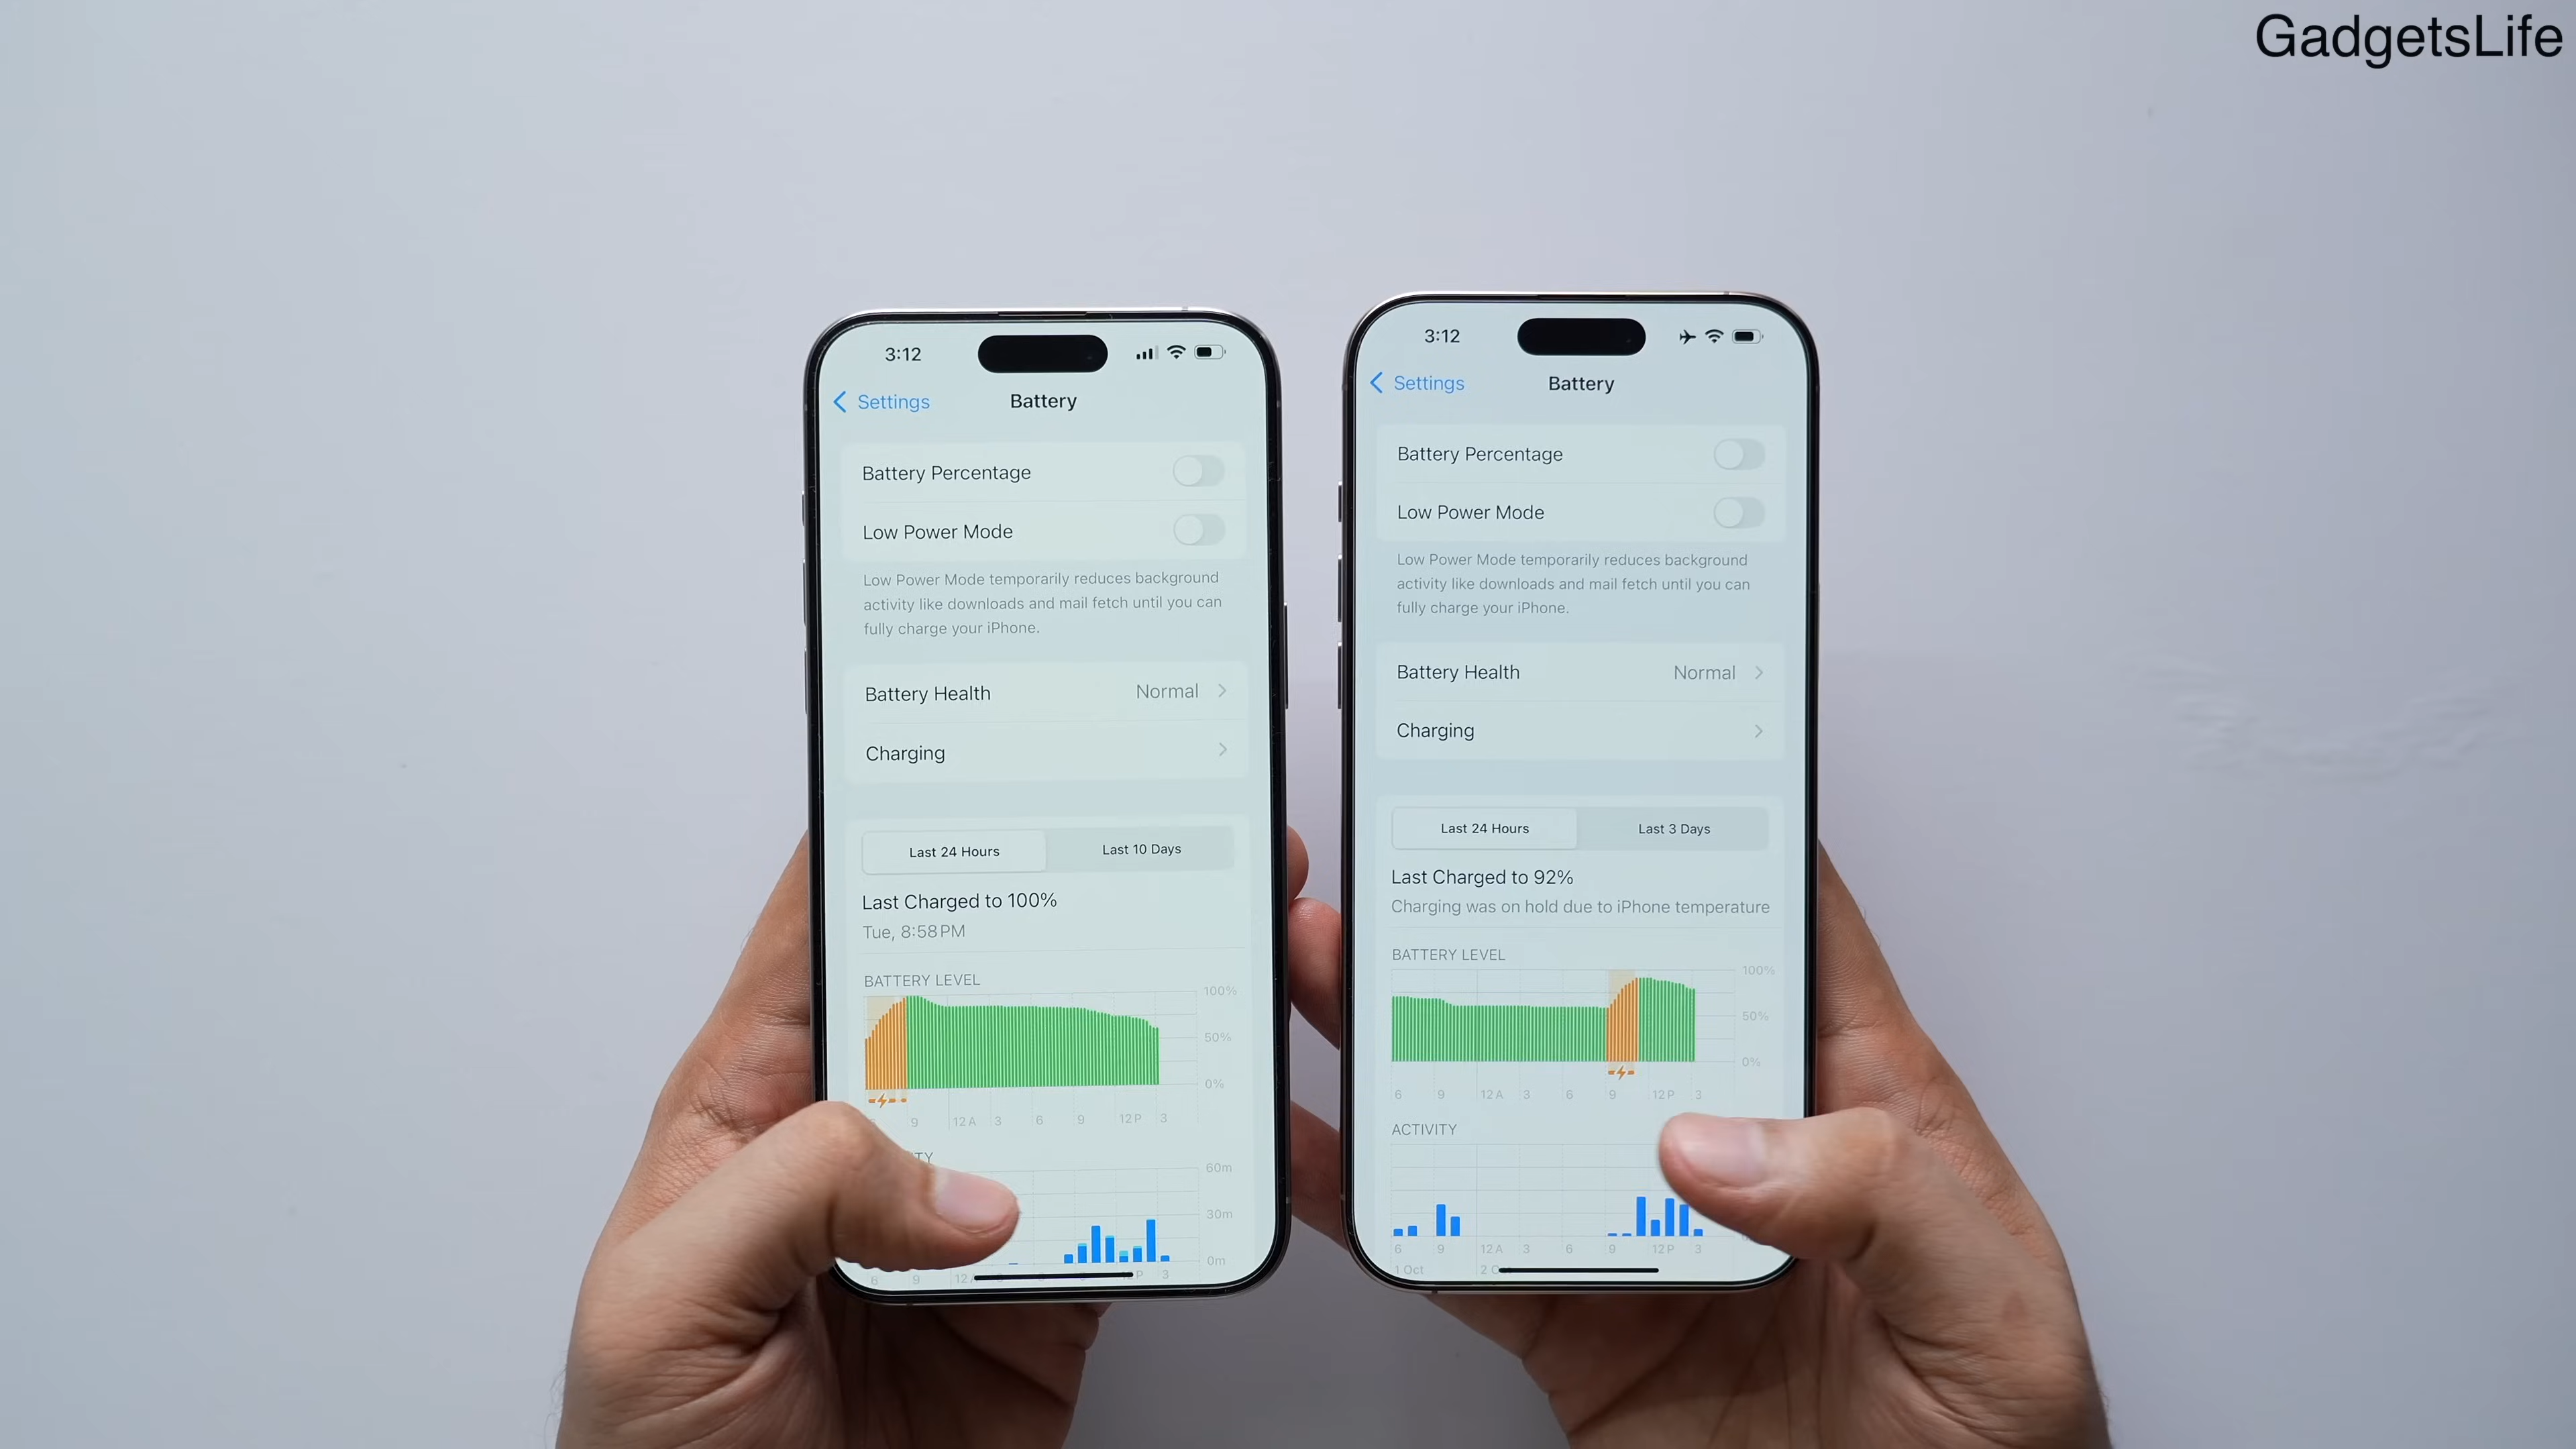 GadgetsLife
3:12
Settings
Battery
Battery Percentage
Low Power Mode
Low Power Mode temporarily reduces background
activity like downloads and mail fetch until you can
fully charge your iPhone.
Battery Health Normal
Charging
Last 24 Hours Last 10 Days
Last Charged to 100%
Tue, 8:58 PM
BATTERY LEVEL
100%
50%
0%
9 12 A 3 6 9 12 P 3
60m
30m
0m
6 9 3
3:12
Settings
Battery
Battery Percentage
Low Power Mode
Low Power Mode temporarily reduces background
activity like downloads and mail fetch until you can
fully charge your iPhone.
Battery Health Normal
Charging
Last 24 Hours Last 3 Days
Last Charged to 92%
Charging was on hold due to iPhone temperature
BATTERY LEVEL
100%
50%
0%
6 9 12 A 3 6 9 12 P 3
ACTIVITY
6 9 12 A 3 6 9 12 P 3
1 Oct